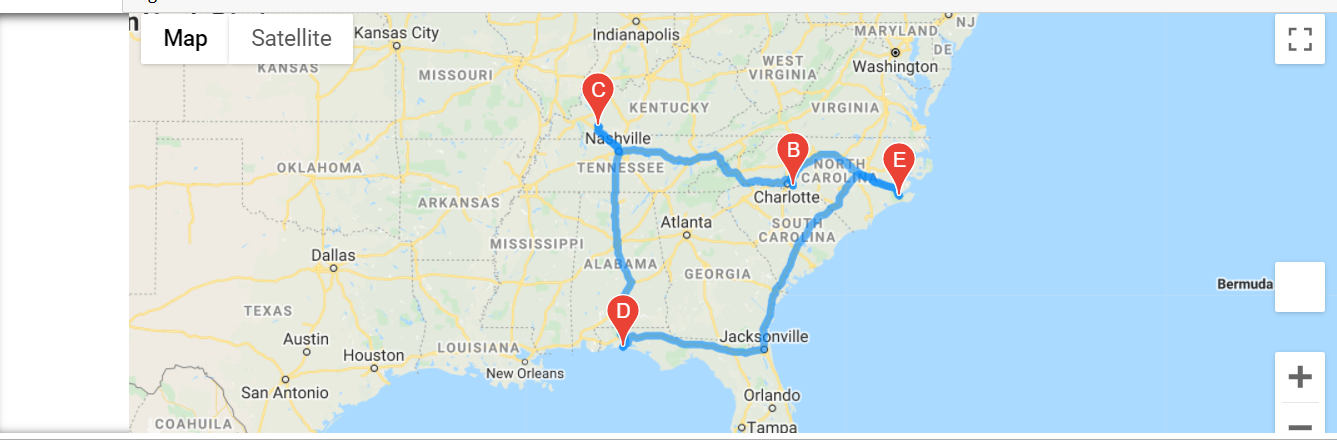 Map
Satellite
Kansas City
Indianapolis
MARYLAND
NJ
DE
Washington
WEST
VIRGINIA
KANSAS
MISSOURI
C
KENTUCKY
VIRGINIA
Nashville
B
E
OKLAHOMA
TENNESSEE
NORTH
CAROLINA
Charlotte
ARKANSAS
Atlanta
SOUTH
CAROLINA
MISSISSIPPI
Dallas
ALABAMA
GEORGIA
Bermuda
TEXAS
D
Austin
Jacksonville
Houston
LOUISIANA
New Orleans
San Antonio
Orlando
COAHUILA
Tampa